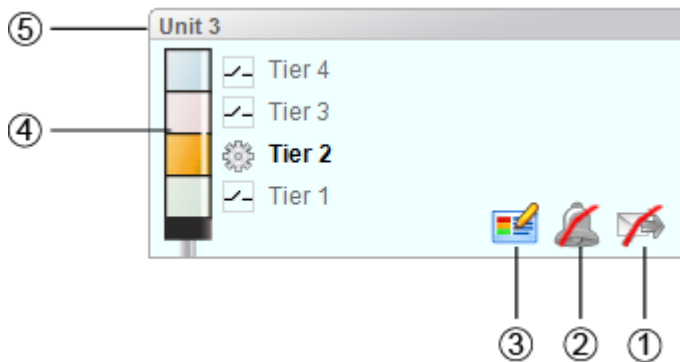 ⑤ Unit 3
Tier 4
Tier 3
④
Tier 2
Tier 1
③ ② ①